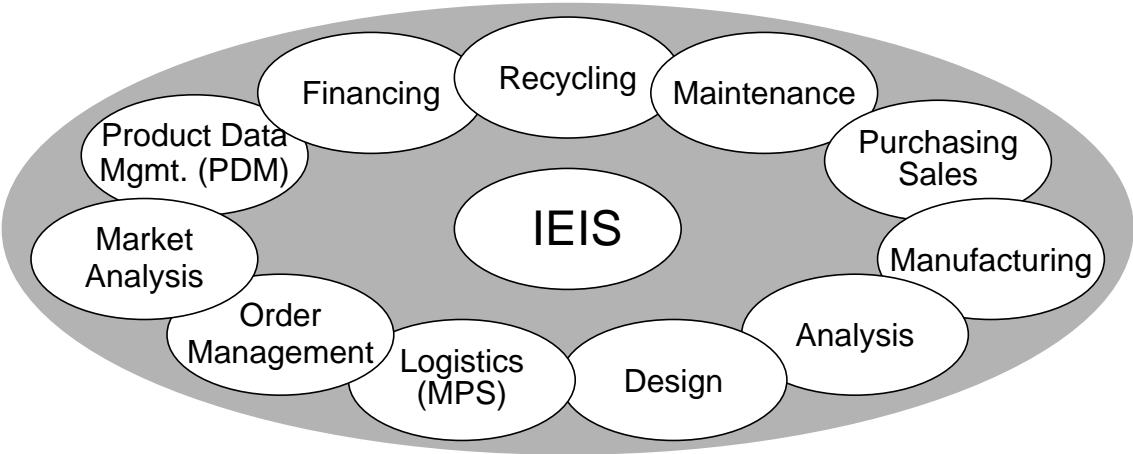 Recycling
Financing
Maintenance
Product Data
Mgmt. (PDM)
Purchasing
Sales
IEIS
Market
Analysis
Manufacturing
Order
Management
Analysis
Logistics
(MPS)
Design